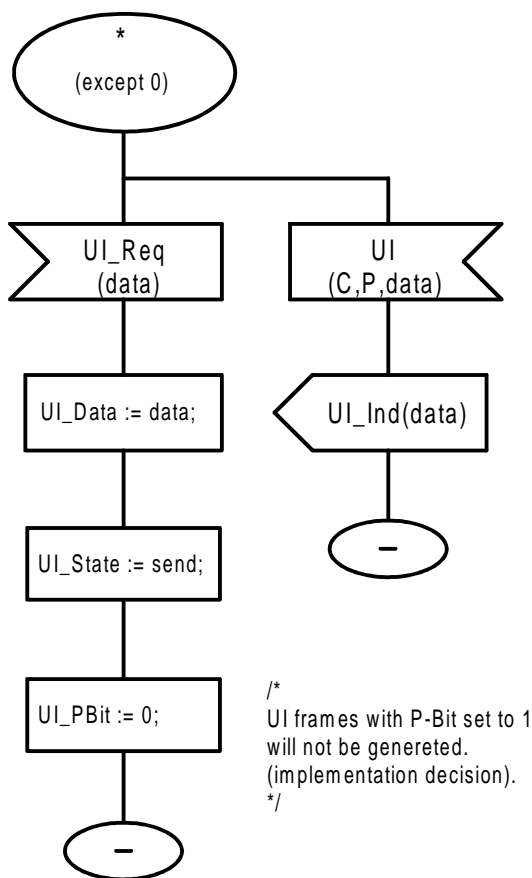 *
(except 0)
UI_Req
(data)
UI
(C,P,data)
UI_Data := data;
UI_Ind(data)
UI_State := send;
–
UI_PBit := 0;
/*
UI frames with P-Bit set to 1
will not be genereted.
(implementation decision).
*/
–